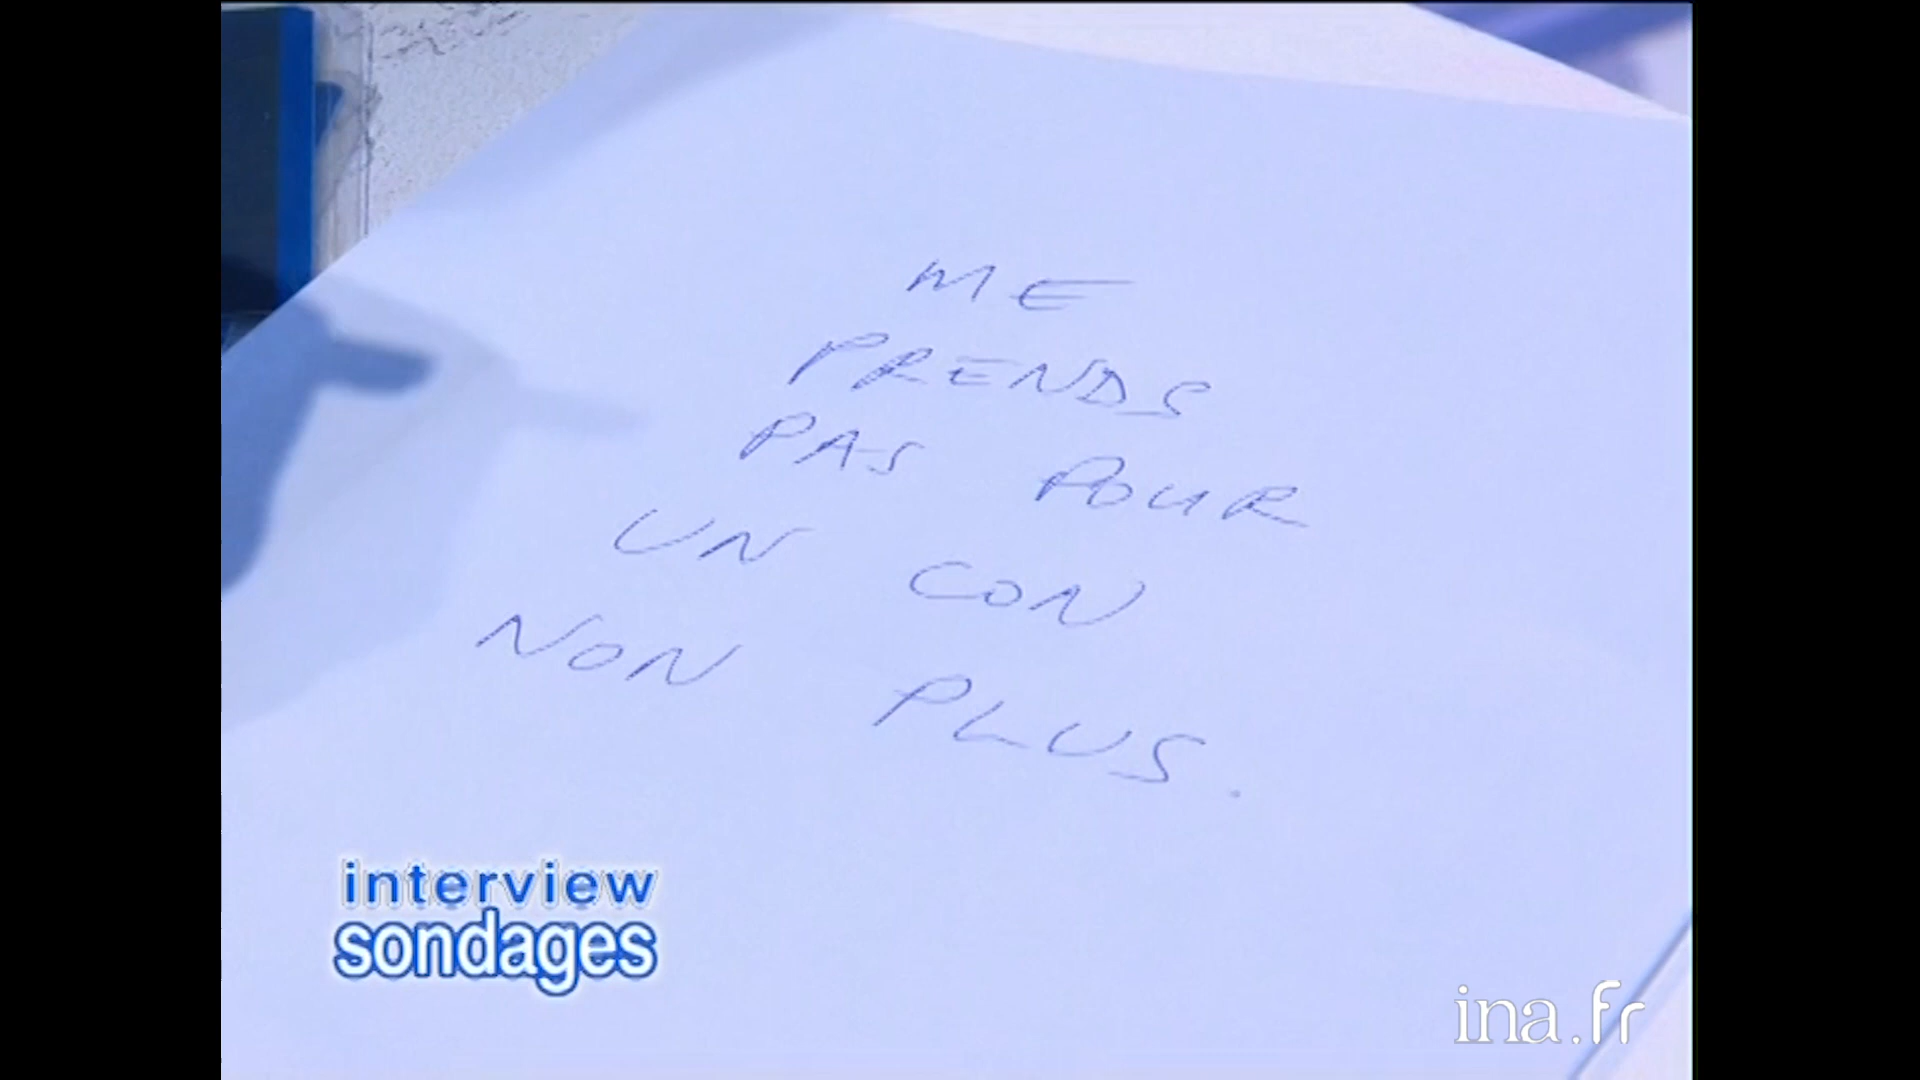 ME
PRENDS
PAS POUR
UN CON
NON PLUS.
interview
sondages
ina.fr